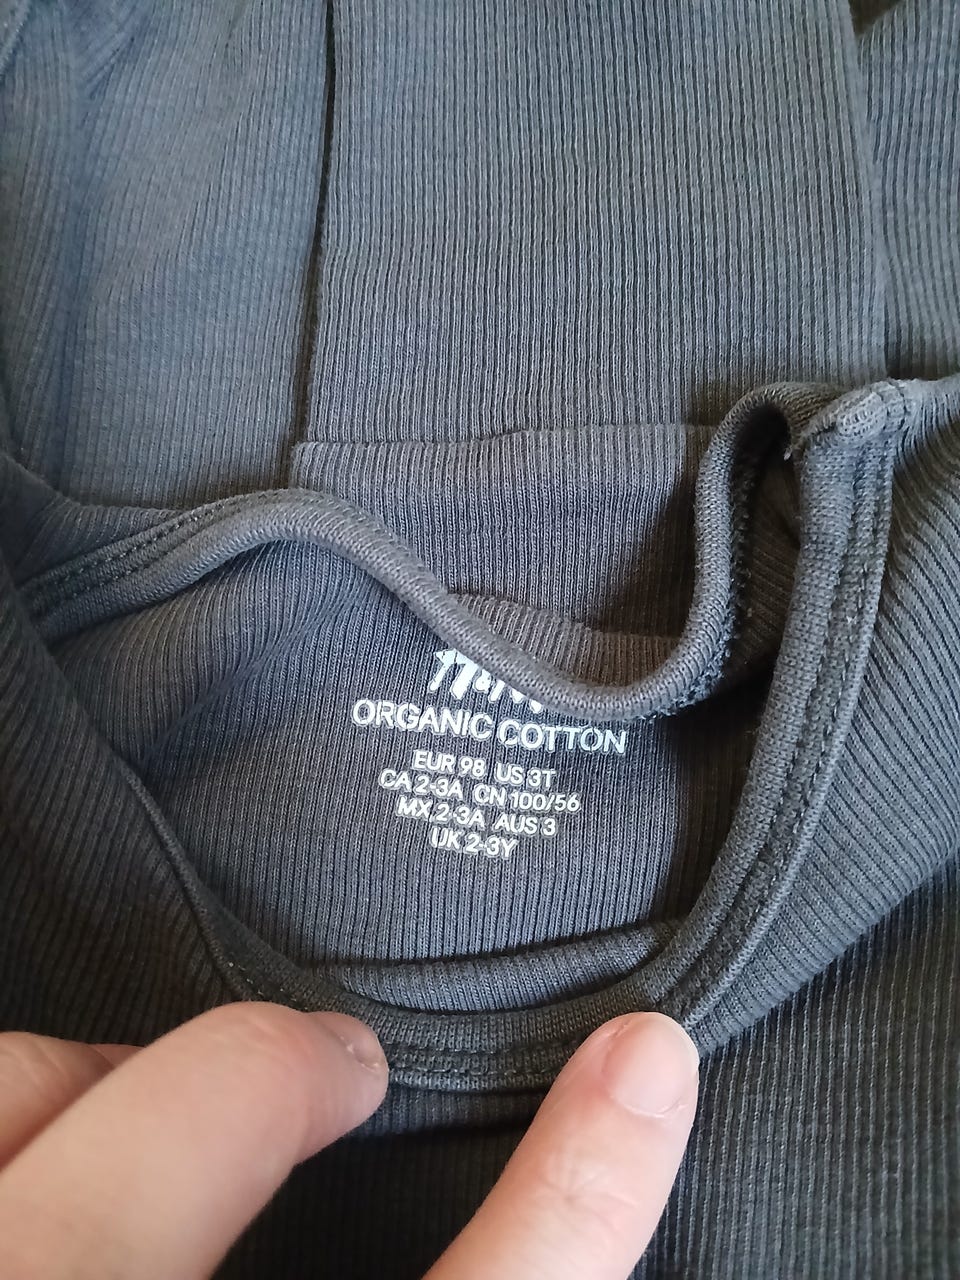 H&M
ORGANIC COTTON
EUR 98 US 3T
CA 2-3A CN 100/56
MX 2-3A AUS 3
UK 2-3Y